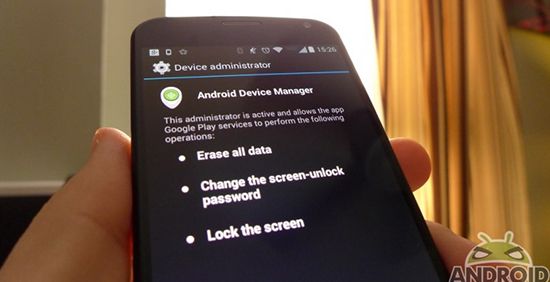 15:26
Device administrator
Android Device Manager
This administrator is active and allows the app
Google Play services to perform the following
operations:
• Erase all data
• Change the screen-unlock
password
• Lock the screen
ANDROID